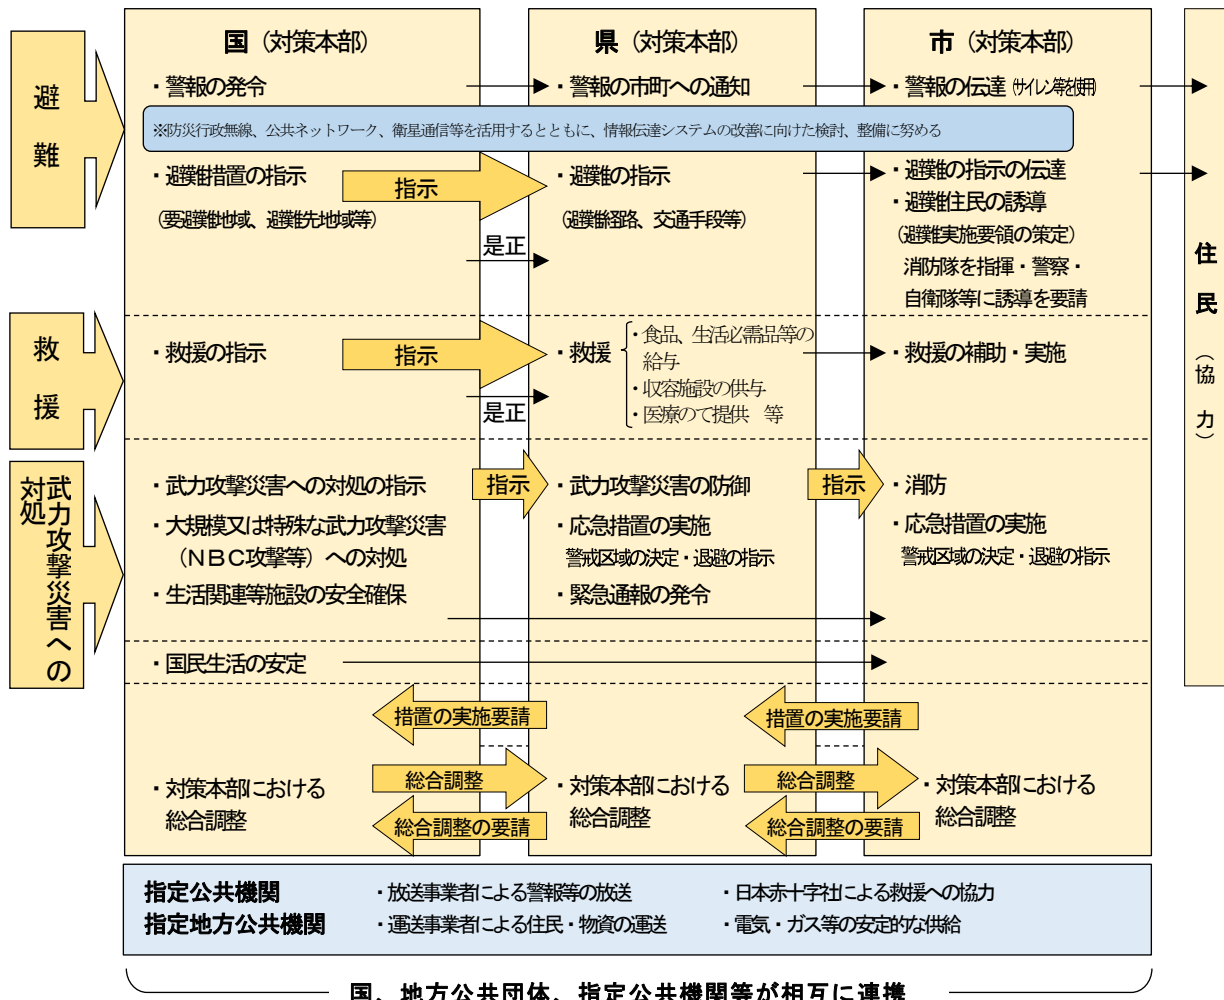 国（対策本部）
県（対策本部）
市（対策本部）
避難
・警報の発令
・警報の市町への通知
・警報の伝達（サイレン等を使用）
※防災行政無線、公共ネットワーク、衛星通信等を活用するとともに、情報伝達システムの改善に向けた検討、整備に努める
・避難措置の指示
（要避難地域、避難先地域等）
指示
是正
・避難の指示
（避難経路、交通手段等）
・避難の指示の伝達
・避難住民の誘導
（避難実施要領の策定）
消防隊を指揮・警察・
自衛隊等に誘導を要請
住民（協力）
救援
・救援の指示
指示
是正
・救援
・食品、生活必需品等の
給与
・収容施設の供与
・医療のて提供　等
・救援の補助・実施
武力攻撃災害への
対処
・武力攻撃災害への対処の指示
・大規模又は特殊な武力攻撃災害
（ＮＢＣ攻撃等）への対処
・生活関連等施設の安全確保
指示
・武力攻撃災害の防御
・応急措置の実施
警戒区域の決定・退避の指示
・緊急通報の発令
指示
・消防
・応急措置の実施
警戒区域の決定・退避の指示
・国民生活の安定
措置の実施要請
措置の実施要請
・対策本部における
総合調整
総合調整
総合調整の要請
・対策本部における
総合調整
総合調整
総合調整の要請
・対策本部における
総合調整
指定公共機関
・放送事業者による警報等の放送
・日本赤十字社による救援への協力
指定地方公共機関
・運送事業者による住民・物資の運送
・電気・ガス等の安定的な供給
国、地方公共団体、指定公共機関等が相互に連携